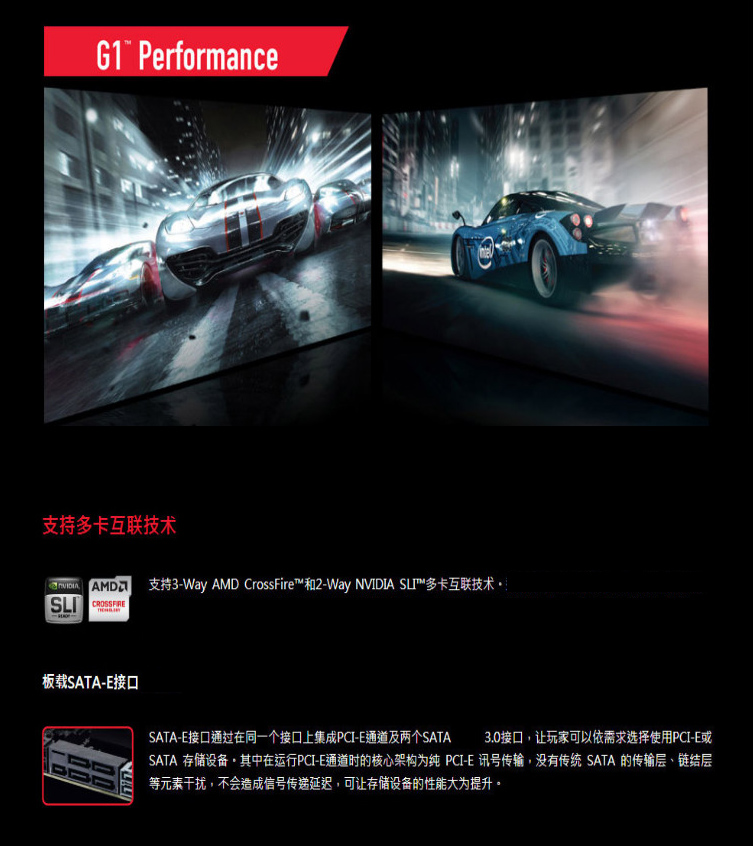 G1™ Performance
intel
支持多卡互联技术
NVIDIA.
SLI™
READY
AMD
CROSSFIRE
TECHNOLOGY
支持3-Way AMD CrossFire™和2-Way NVIDIA SLI™多卡互联技术。
板载SATA-E接口
SATA-E接口通过在同一个接口上集成PCI-E通道及两个SATA 3.0接口，让玩家可以依需求选择使用PCI-E或
SATA 存储设备。其中在运行PCI-E通道时的核心架构为纯 PCI-E 讯号传输，没有传统 SATA 的传输层、链结层
等元素干扰，不会造成信号传递延迟，可让存储设备的性能大为提升。